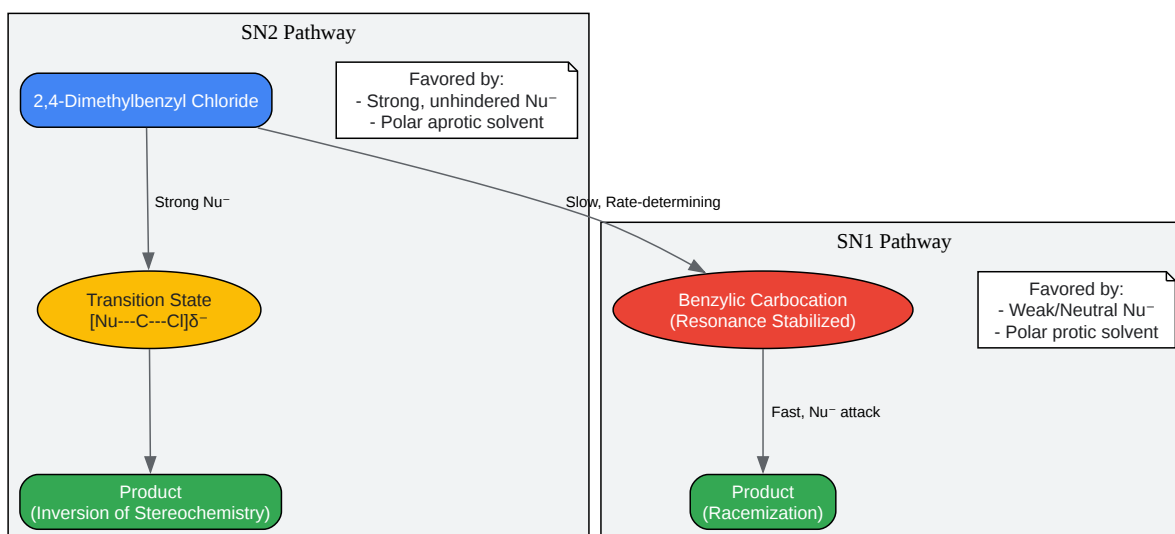 SN2 Pathway
2,4-Dimethylbenzyl Chloride
Favored by:
- Strong, unhindered Nu⁻
- Polar aprotic solvent
Strong Nu⁻
Slow, Rate-determining
Transition State
[Nu---C---Cl]δ⁻
Product
(Inversion of Stereochemistry)
SN1 Pathway
Benzylic Carbocation
(Resonance Stabilized)
Favored by:
- Weak/Neutral Nu⁻
- Polar protic solvent
Fast, Nu⁻ attack
Product
(Racemization)